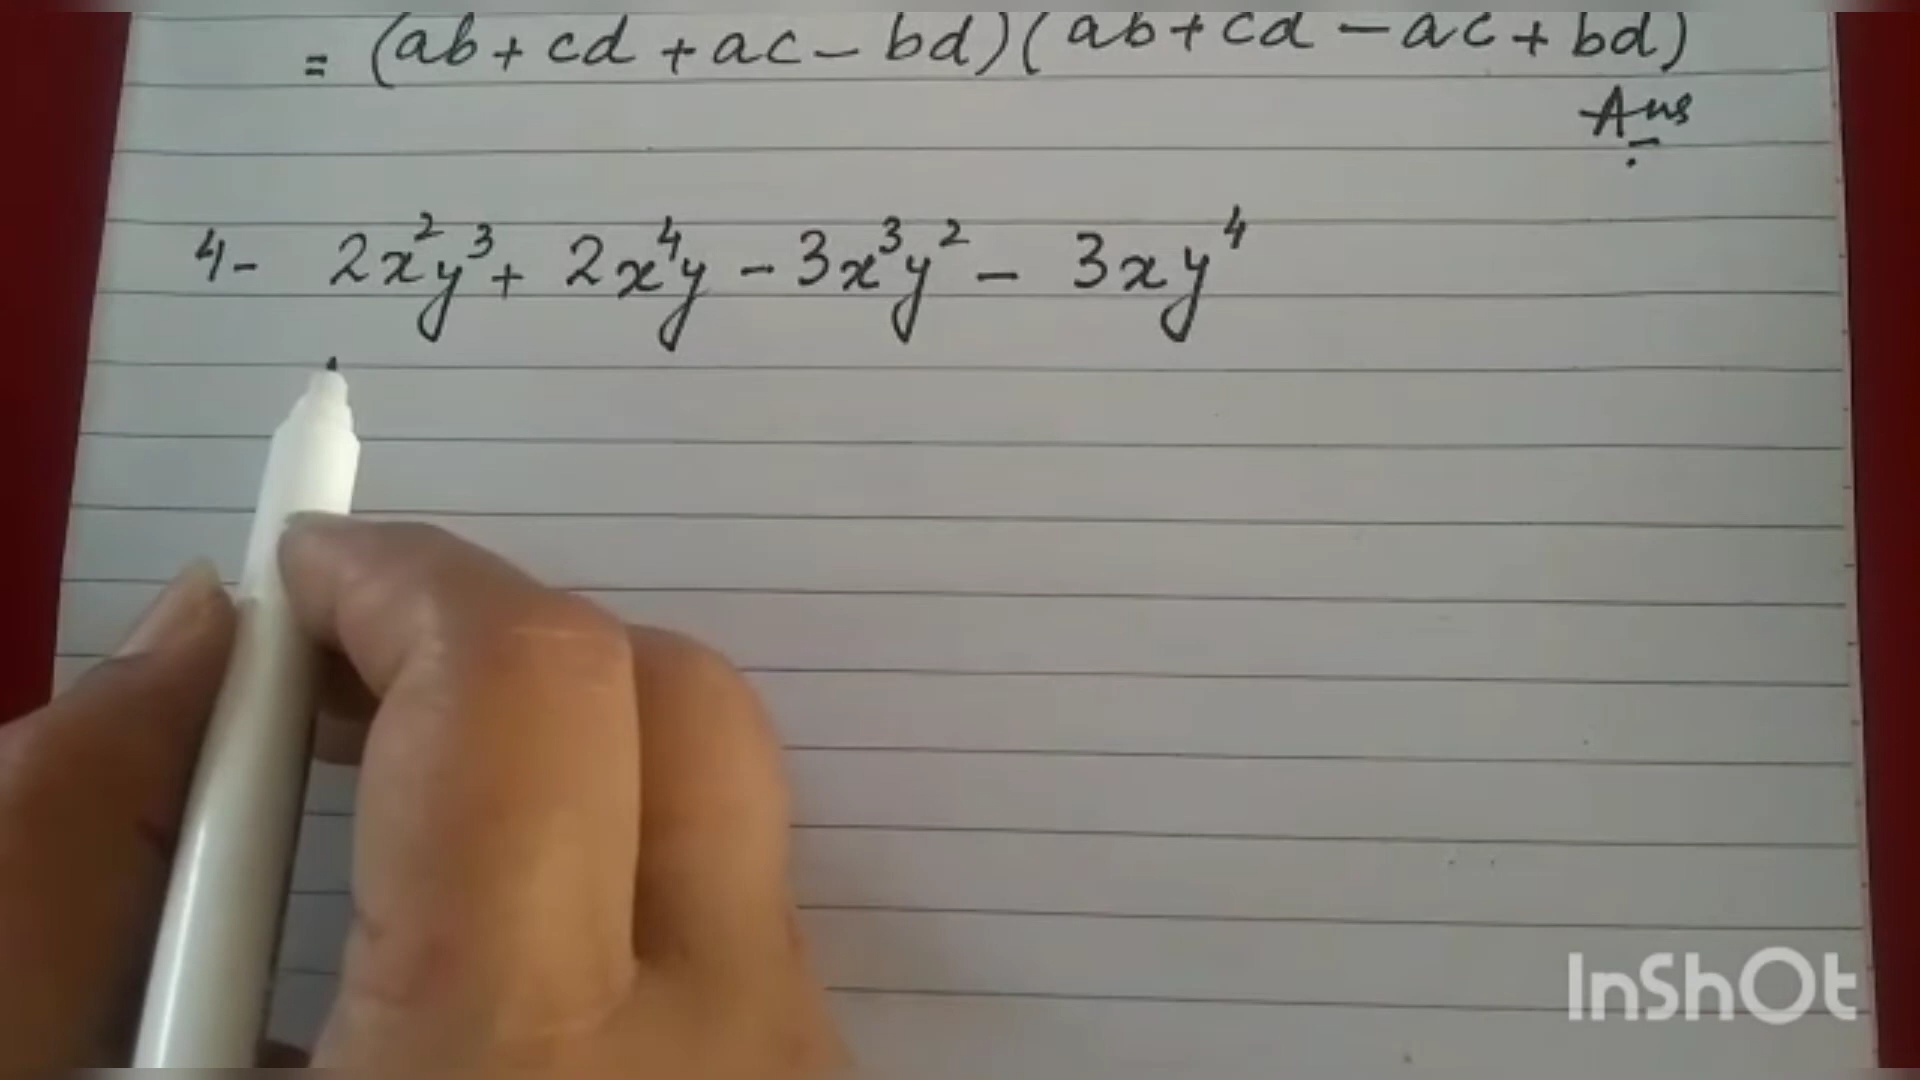 = (ab+cd+ac-bd)(ab+cd-ac+bd)
Ans
4- 2x²y³+ 2x⁴y -3x³y² - 3xy⁴
InShOt